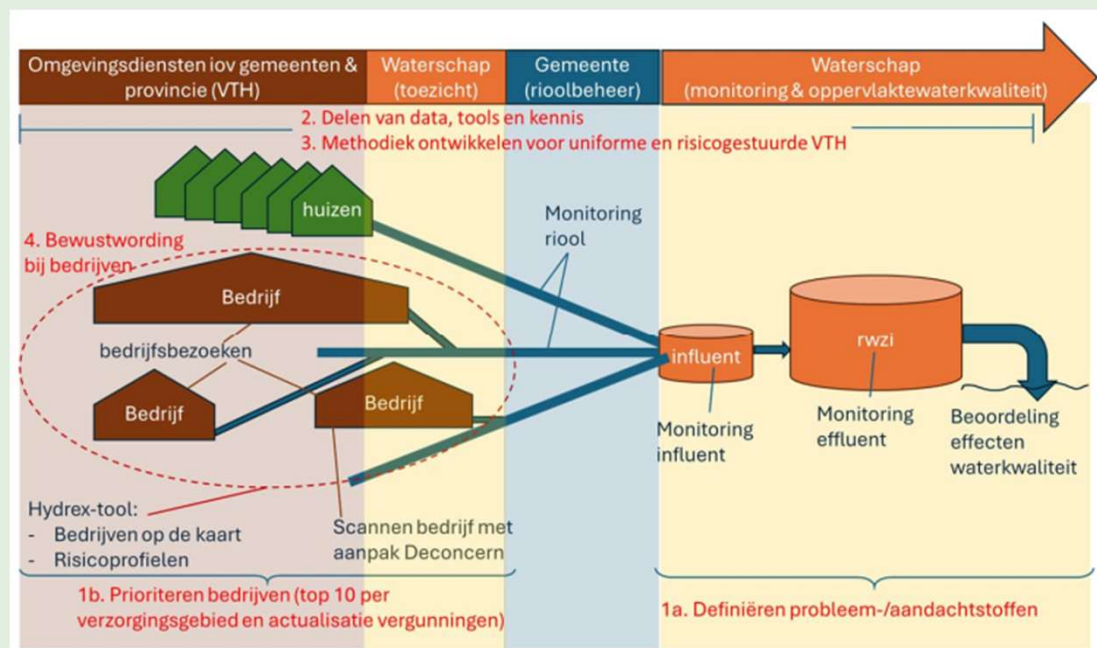 Omgevingsdiensten iov gemeenten &
provincie (VTH)
Waterschap
(toezicht)
Gemeente
(rioolbeheer)
Waterschap
(monitoring & oppervlaktewaterkwaliteit)
2. Delen van data, tools en kennis
3. Methodiek ontwikkelen voor uniforme en risicogestuurde VTH
huizen
Monitoring
riool
4. Bewustwording
bij bedrijven
Bedrijf
bedrijfsbezoeken
Bedrijf
Bedrijf
influent
rwzi
Monitoring
influent
Monitoring
effluent
Beoordeling
effecten
waterkwaliteit
Hydrex-tool:
- Bedrijven op de kaart
- Risicoprofielen
Scannen bedrijf met
aanpak Deconcern
1b. Prioriteren bedrijven (top 10 per
verzorgingsgebied en actualisatie vergunningen)
1a. Definiëren probleem-/aandachtstoffen